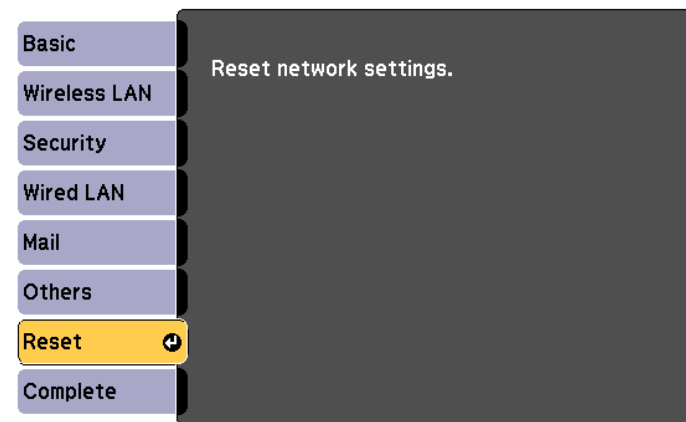 Basic
Wireless LAN
Security
Wired LAN
Mail
Others
Reset
Complete
Reset network settings.